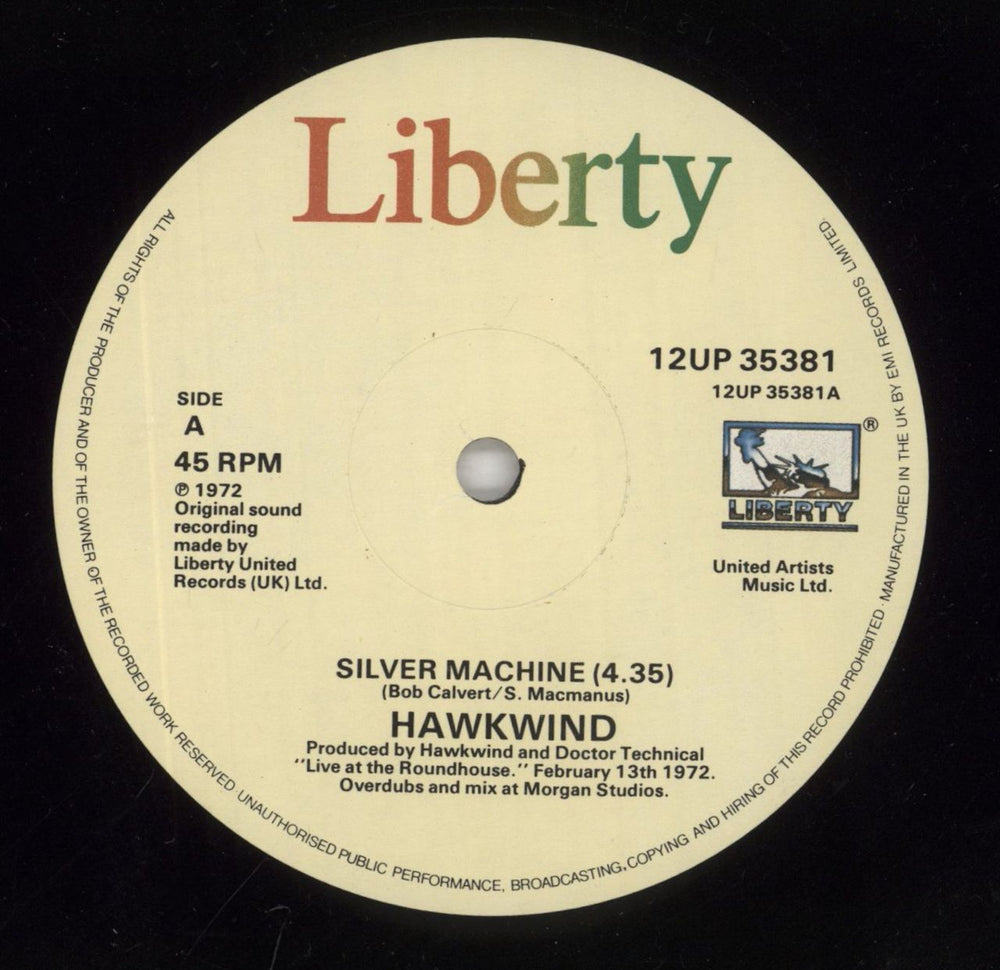 Liberty
12UP 35381
12UP 35381A
SIDE
A
45 RPM
℗ 1972
Original sound
recording
made by
Liberty United
Records (UK) Ltd.
®
LIBERTY
United Artists
Music Ltd.
SILVER MACHINE (4.35)
(Bob Calvert/S. Macmanus)
HAWKWIND
Produced by Hawkwind and Doctor Technical
"Live at the Roundhouse." February 13th 1972.
Overdubs and mix at Morgan Studios.
ALL RIGHTS OF THE PRODUCER AND OF THE OWNER OF THE RECORDED WORK RESERVED. UNAUTHORISED PUBLIC PERFORMANCE, BROADCASTING, COPYING AND HIRING OF THIS RECORD PROHIBITED · MANUFACTURED IN THE UK BY EMI RECORDS LIMITED.